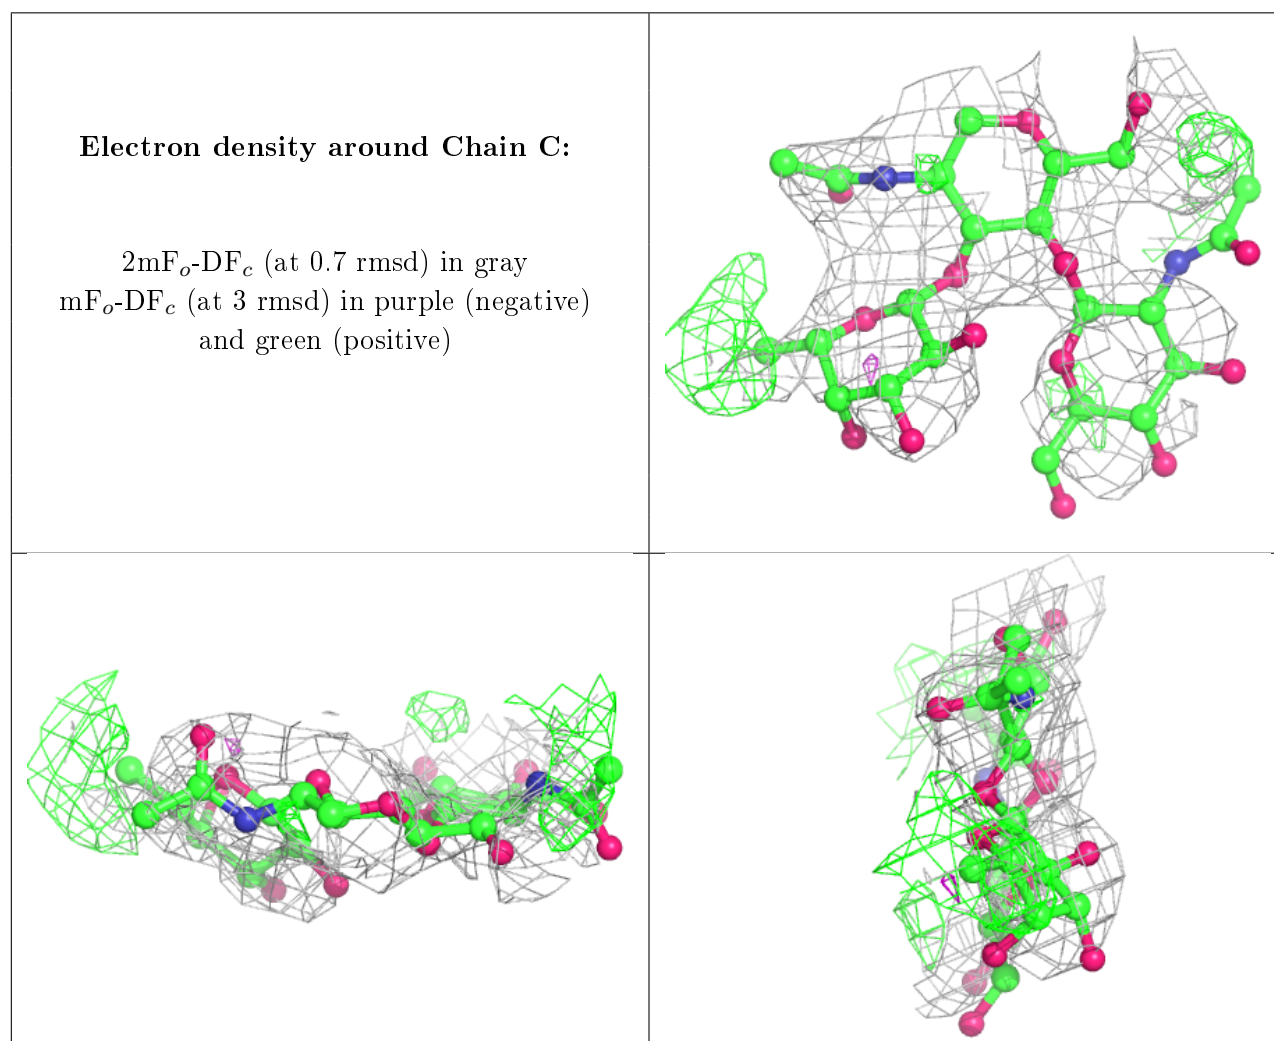 Electron density around Chain C:
2mFₒ-DF𝒸 (at 0.7 rmsd) in gray
mFₒ-DF𝒸 (at 3 rmsd) in purple (negative)
and green (positive)